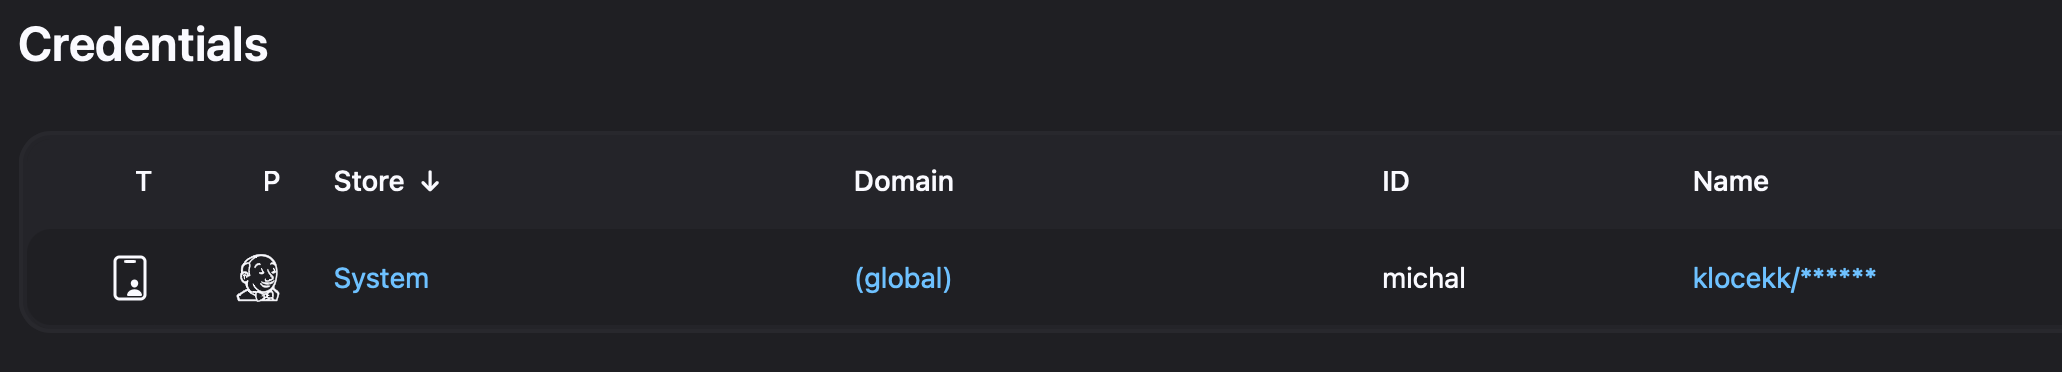 Credentials
T P Store ↓ Domain ID Name
System (global) michal klocekk/******